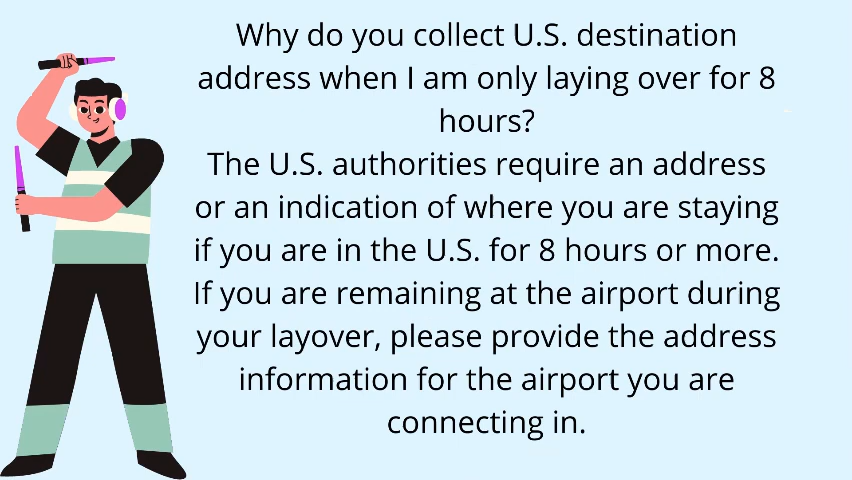 Why do you collect U.S. destination
address when I am only laying over for 8
hours?
The U.S. authorities require an address
or an indication of where you are staying
if you are in the U.S. for 8 hours or more.
If you are remaining at the airport during
your layover, please provide the address
information for the airport you are
connecting in.